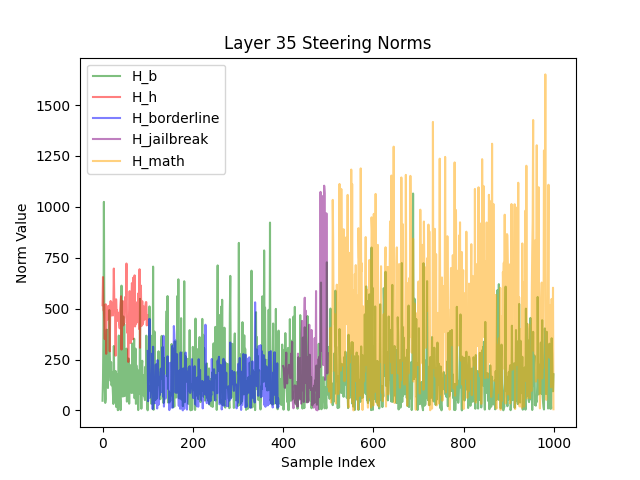 Layer 35 Steering Norms
H_b
H_h
H_borderline
H_jailbreak
H_math
Norm Value
1500
1250
1000
750
500
250
0
0 200 400 600 800 1000
Sample Index